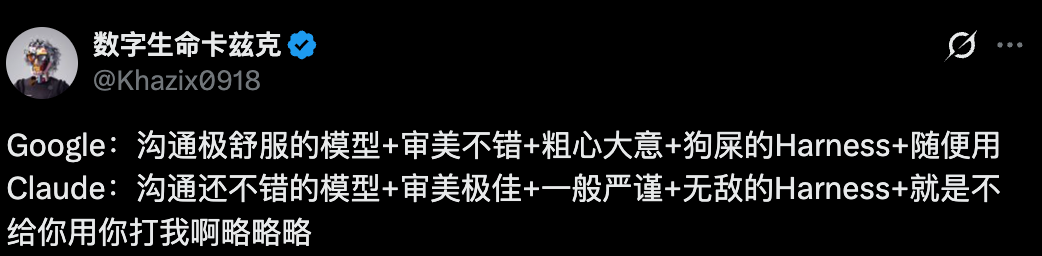 数字生命卡兹克
@Khazix0918
Google：沟通极舒服的模型+审美不错+粗心大意+狗屎的Harness+随便用
Claude：沟通还不错的模型+审美极佳+一般严谨+无敌的Harness+就是不
给你用你打我啊略略略